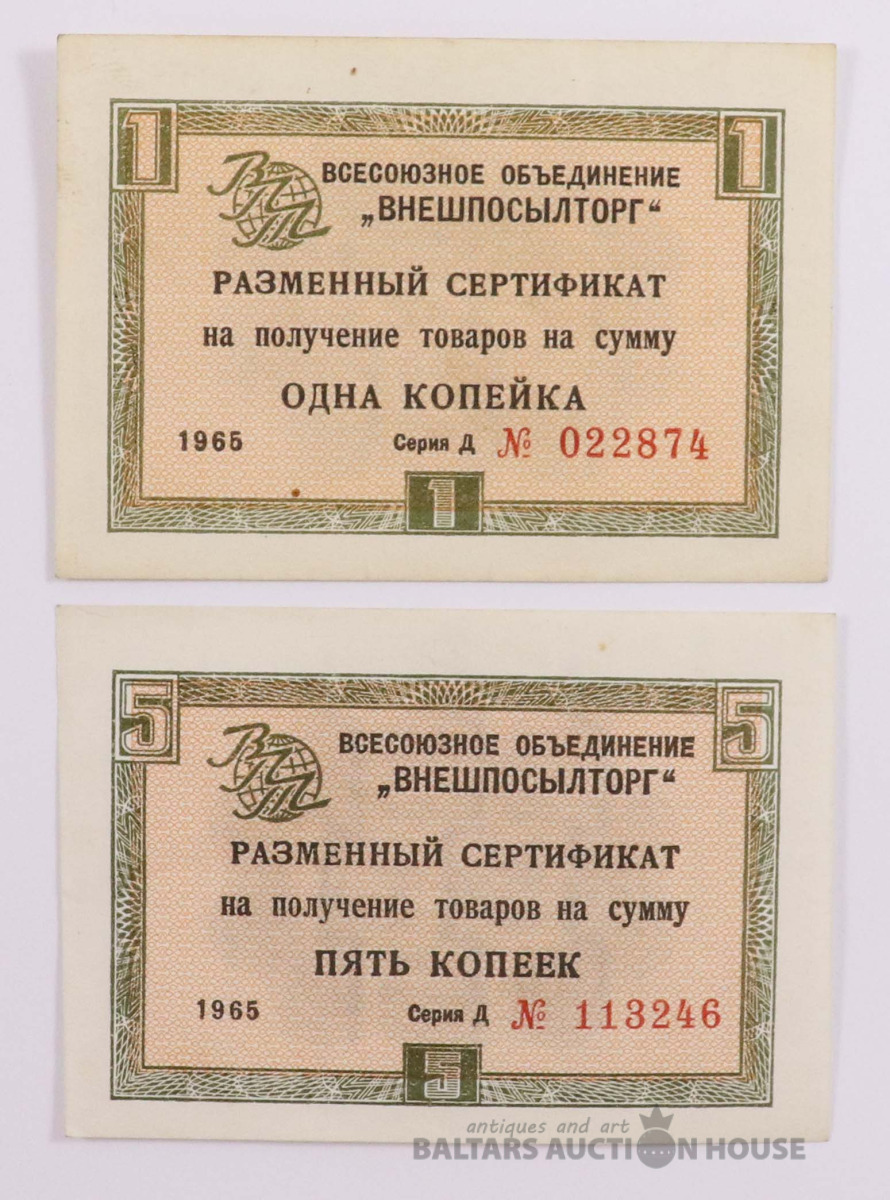 1 1
ВПТ ВСЕСОЮЗНОЕ ОБЪЕДИНЕНИЕ
„ВНЕШПОСЫЛТОРГ“
РАЗМЕННЫЙ СЕРТИФИКАТ
на получение товаров на сумму
ОДНА КОПЕЙКА
1965 Серия Д № 022874
1
5 5
ВПТ ВСЕСОЮЗНОЕ ОБЪЕДИНЕНИЕ
„ВНЕШПОСЫЛТОРГ“
РАЗМЕННЫЙ СЕРТИФИКАТ
на получение товаров на сумму
ПЯТЬ КОПЕЕК
1965 Серия Д № 113246
5
antiques and art
BALTARS AUCTION HOUSE